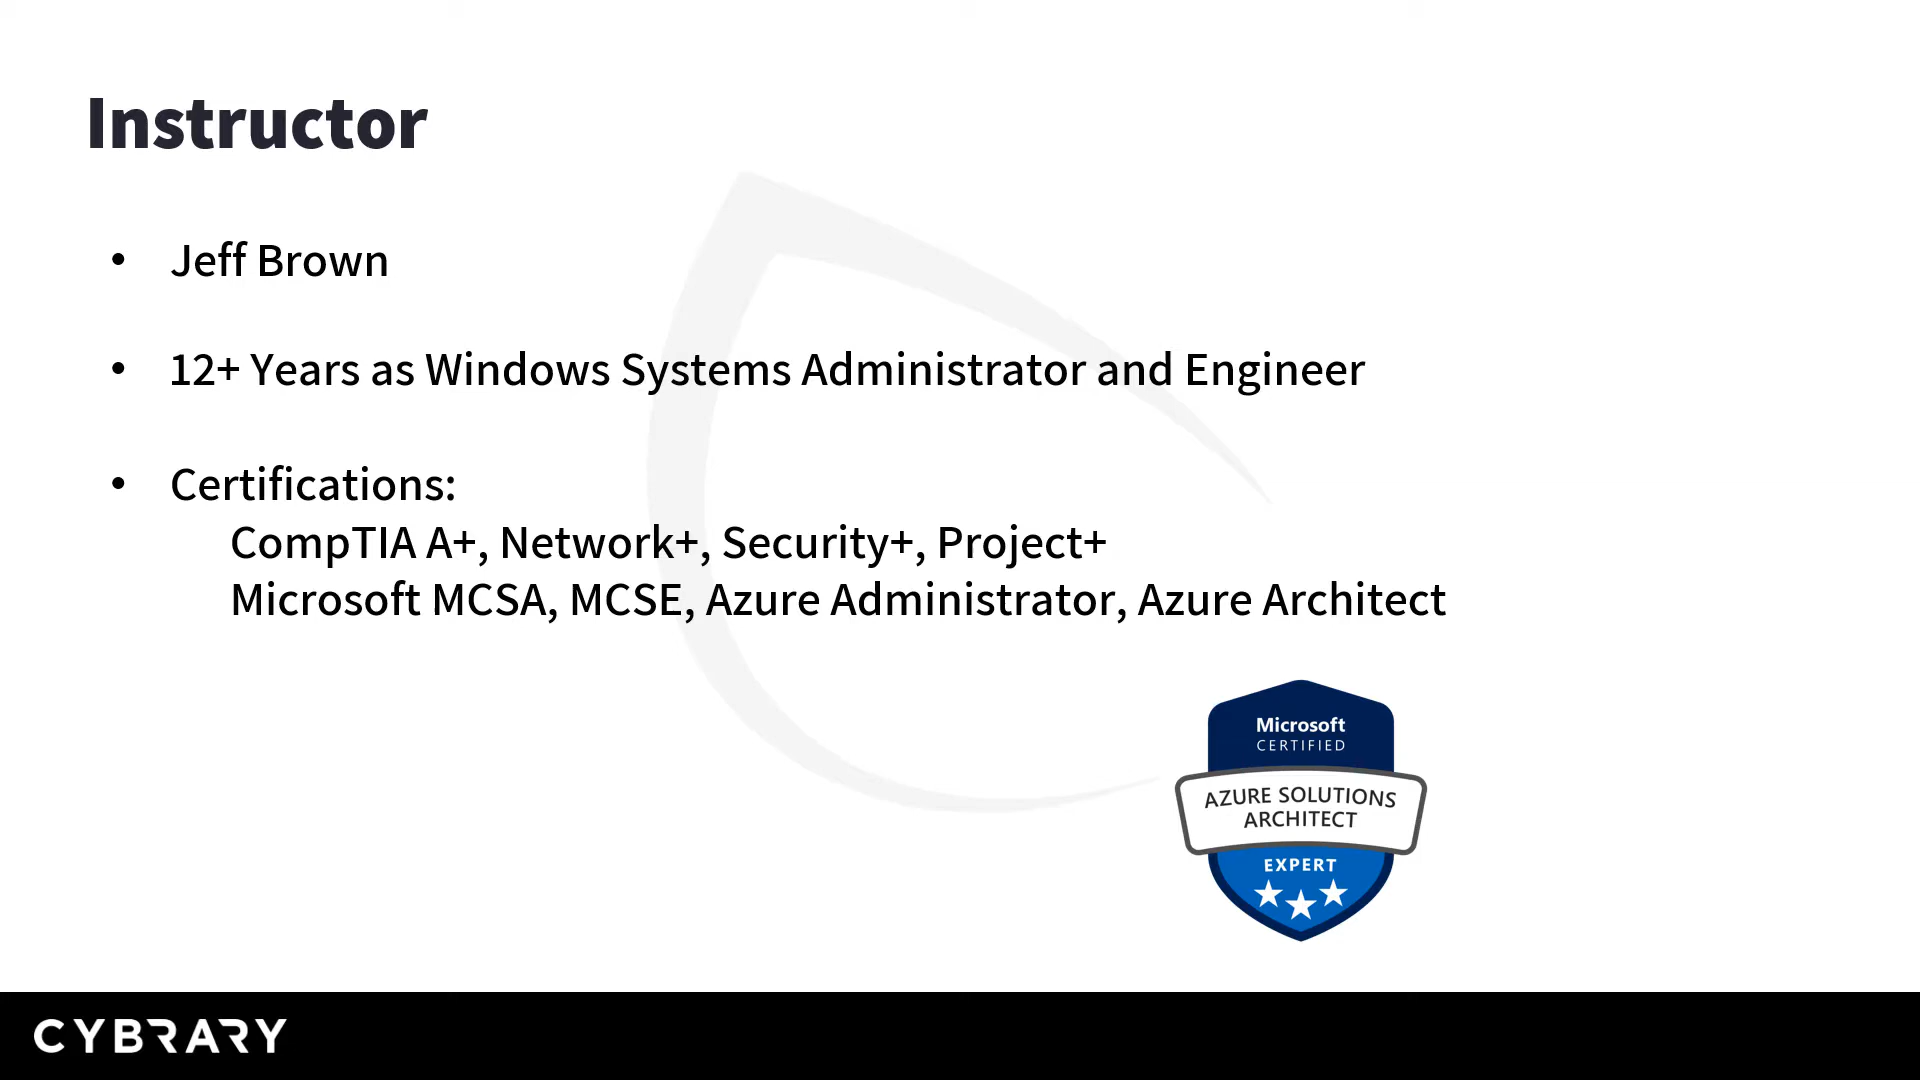 Instructor
• Jeff Brown
• 12+ Years as Windows Systems Administrator and Engineer
• Certifications:
CompTIA A+, Network+, Security+, Project+
Microsoft MCSA, MCSE, Azure Administrator, Azure Architect
Microsoft
CERTIFIED
AZURE SOLUTIONS
ARCHITECT
EXPERT
CYBRARY